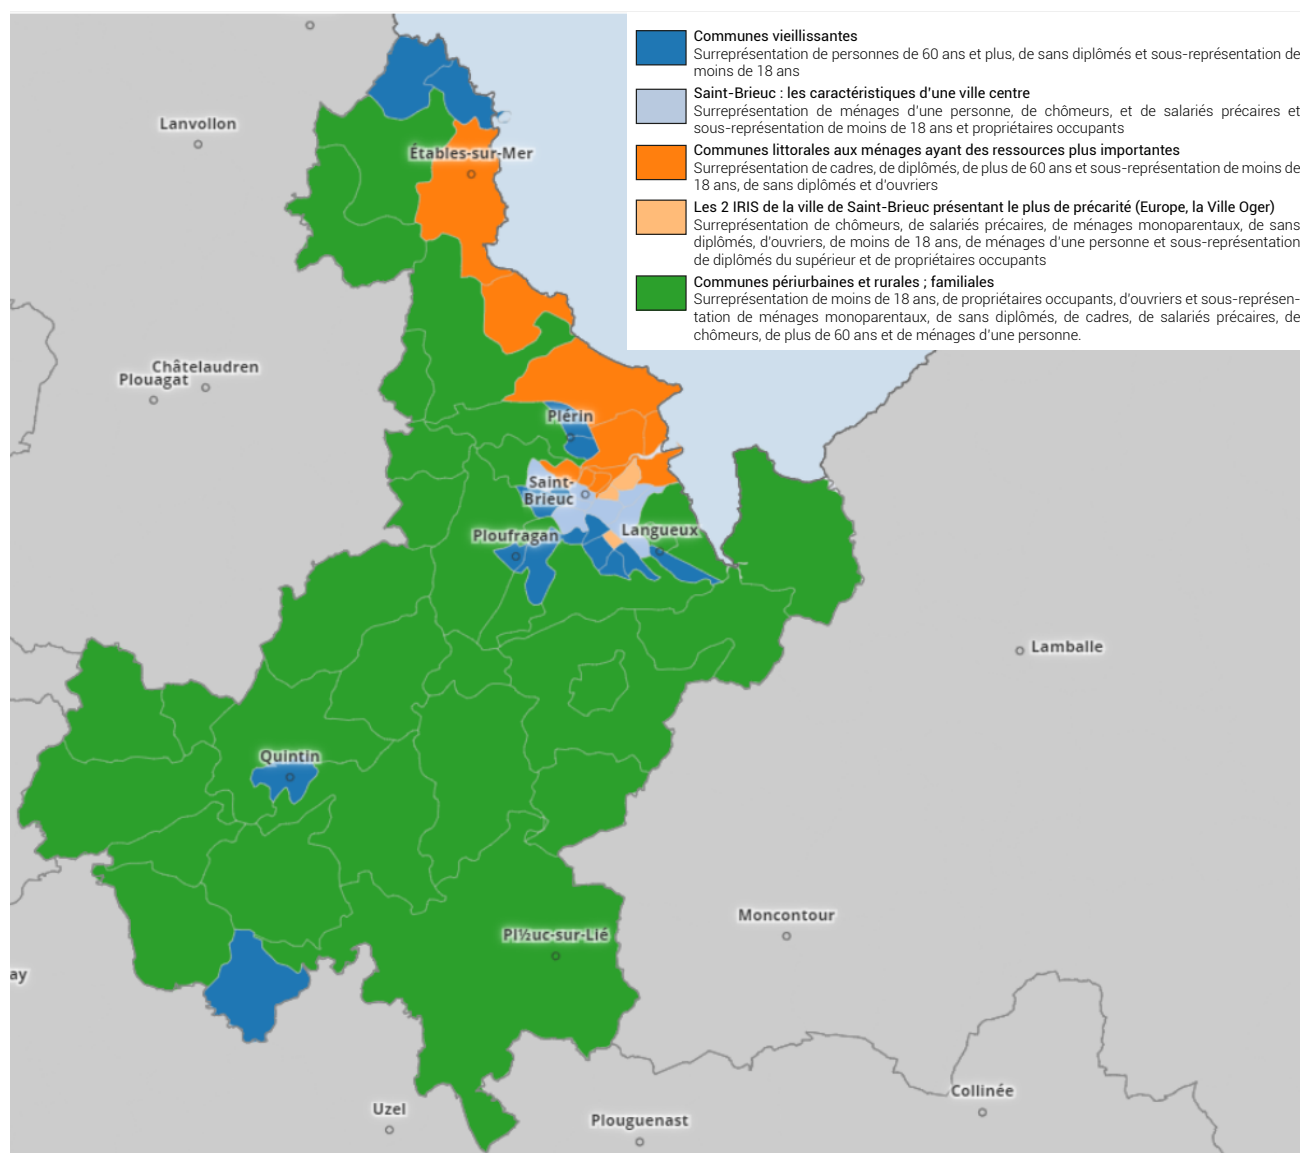 Communes vieillissantes
Surreprésentation de personnes de 60 ans et plus, de sans diplômés et sous-représentation de
moins de 18 ans
Saint-Brieuc : les caractéristiques d'une ville centre
Surreprésentation de ménages d'une personne, de chômeurs, et de salariés précaires et
sous-représentation de moins de 18 ans et propriétaires occupants
Communes littorales aux ménages ayant des ressources plus importantes
Surreprésentation de cadres, de diplômés, de plus de 60 ans et sous-représentation de moins de
18 ans, de sans diplômés et d'ouvriers
Les 2 IRIS de la ville de Saint-Brieuc présentant le plus de précarité (Europe, la Ville Oger)
Surreprésentation de chômeurs, de salariés précaires, de ménages monoparentaux, de sans
diplômés, d'ouvriers, de moins de 18 ans, de ménages d'une personne et sous-représentation
de diplômés du supérieur et de propriétaires occupants
Communes périurbaines et rurales ; familiales
Surreprésentation de moins de 18 ans, de propriétaires occupants, d'ouvriers et sous-représen-
tation de ménages monoparentaux, de sans diplômés, de cadres, de salariés précaires, de
chômeurs, de plus de 60 ans et de ménages d'une personne.
Lanvollon
Étables-sur-Mer
Châtelaudren
Plouagat
Plérin
Saint-
Brieuc
Ploufragan
Langueux
Lamballe
Quintin
Moncontour
Pl½uc-sur-Lié
ay
Collinée
Uzel
Plouguenast